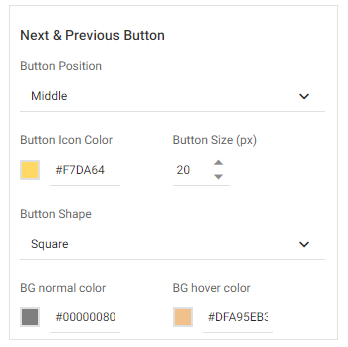 Next & Previous Button
Button Position
Middle
Button Icon Color Button Size (px)
#F7DA64 20
Button Shape
Square
BG normal color BG hover color
#00000080 #DFA95EB3